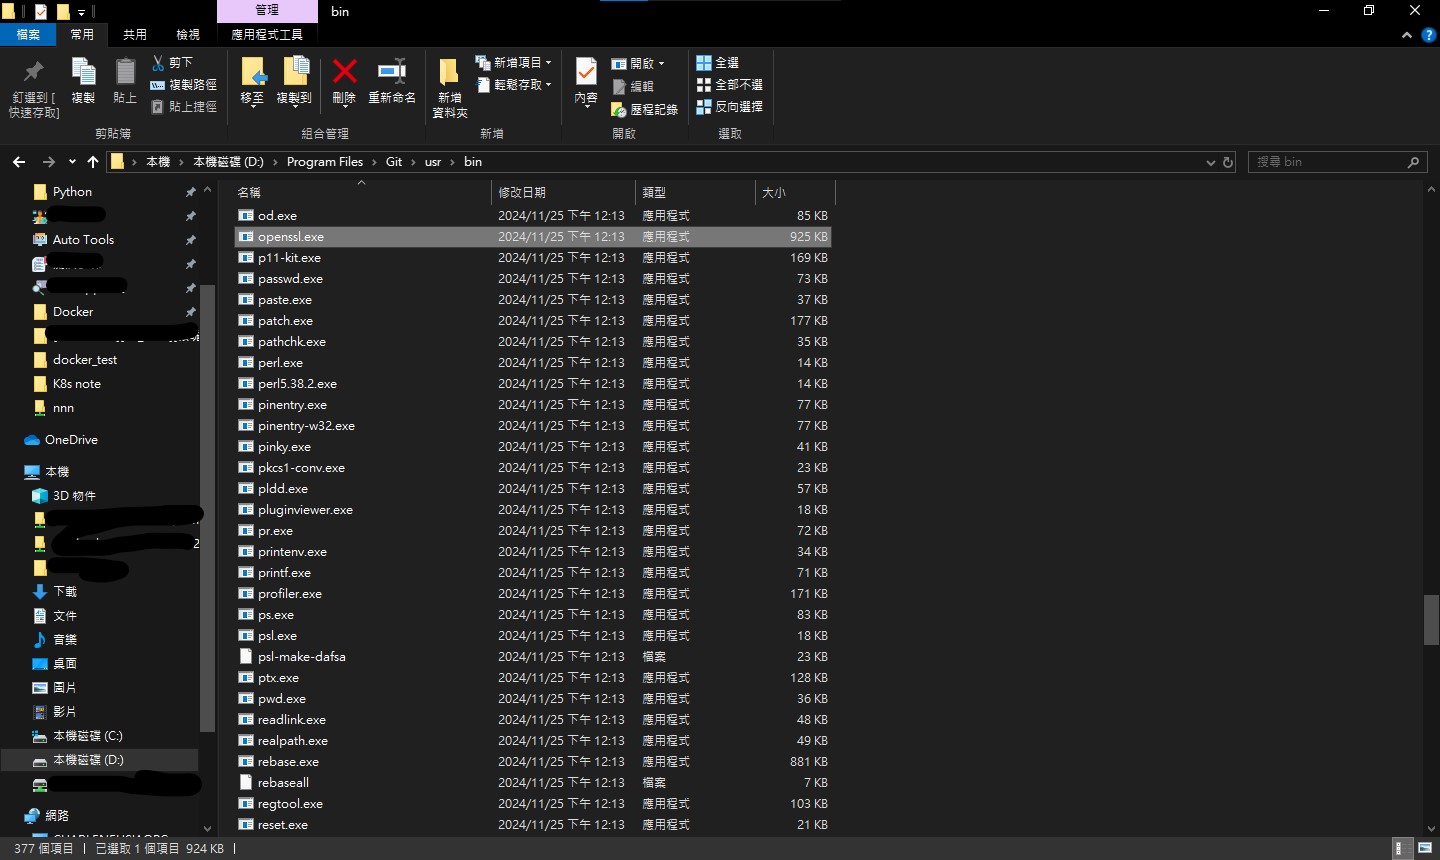 管理
bin
檔案
常用
共用
檢視
應用程式工具
釘選到 [
快速存取]
複製
貼上
剪下
複製路徑
貼上捷徑
剪貼簿
移至
複製到
刪除
重新命名
組合管理
新增
資料夾
新增項目
輕鬆存取
新增
內容
開啟
編輯
歷程記錄
開啟
全選
全部不選
反向選擇
選取
本機 › 本機磁碟 (D:) › Program Files › Git › usr › bin
搜尋 bin
Python
Auto Tools
Docker
docker_test
K8s note
nnn
OneDrive
本機
3D 物件
2
下載
文件
音樂
桌面
圖片
影片
本機磁碟 (C:)
本機磁碟 (D:)
網路
名稱 修改日期 類型 大小
od.exe 2024/11/25 下午 12:13 應用程式 85 KB
openssl.exe 2024/11/25 下午 12:13 應用程式 925 KB
p11-kit.exe 2024/11/25 下午 12:13 應用程式 169 KB
passwd.exe 2024/11/25 下午 12:13 應用程式 73 KB
paste.exe 2024/11/25 下午 12:13 應用程式 37 KB
patch.exe 2024/11/25 下午 12:13 應用程式 177 KB
pathchk.exe 2024/11/25 下午 12:13 應用程式 35 KB
perl.exe 2024/11/25 下午 12:13 應用程式 14 KB
perl5.38.2.exe 2024/11/25 下午 12:13 應用程式 14 KB
pinentry.exe 2024/11/25 下午 12:13 應用程式 77 KB
pinentry-w32.exe 2024/11/25 下午 12:13 應用程式 77 KB
pinky.exe 2024/11/25 下午 12:13 應用程式 41 KB
pkcs1-conv.exe 2024/11/25 下午 12:13 應用程式 23 KB
pldd.exe 2024/11/25 下午 12:13 應用程式 57 KB
pluginviewer.exe 2024/11/25 下午 12:13 應用程式 18 KB
pr.exe 2024/11/25 下午 12:13 應用程式 72 KB
printenv.exe 2024/11/25 下午 12:13 應用程式 34 KB
printf.exe 2024/11/25 下午 12:13 應用程式 71 KB
profiler.exe 2024/11/25 下午 12:13 應用程式 171 KB
ps.exe 2024/11/25 下午 12:13 應用程式 83 KB
psl.exe 2024/11/25 下午 12:13 應用程式 18 KB
psl-make-dafsa 2024/11/25 下午 12:13 檔案 23 KB
ptx.exe 2024/11/25 下午 12:13 應用程式 128 KB
pwd.exe 2024/11/25 下午 12:13 應用程式 36 KB
readlink.exe 2024/11/25 下午 12:13 應用程式 48 KB
realpath.exe 2024/11/25 下午 12:13 應用程式 49 KB
rebase.exe 2024/11/25 下午 12:13 應用程式 881 KB
rebaseall 2024/11/25 下午 12:13 檔案 7 KB
regtool.exe 2024/11/25 下午 12:13 應用程式 103 KB
reset.exe 2024/11/25 下午 12:13 應用程式 21 KB
377 個項目 已選取 1 個項目 924 KB